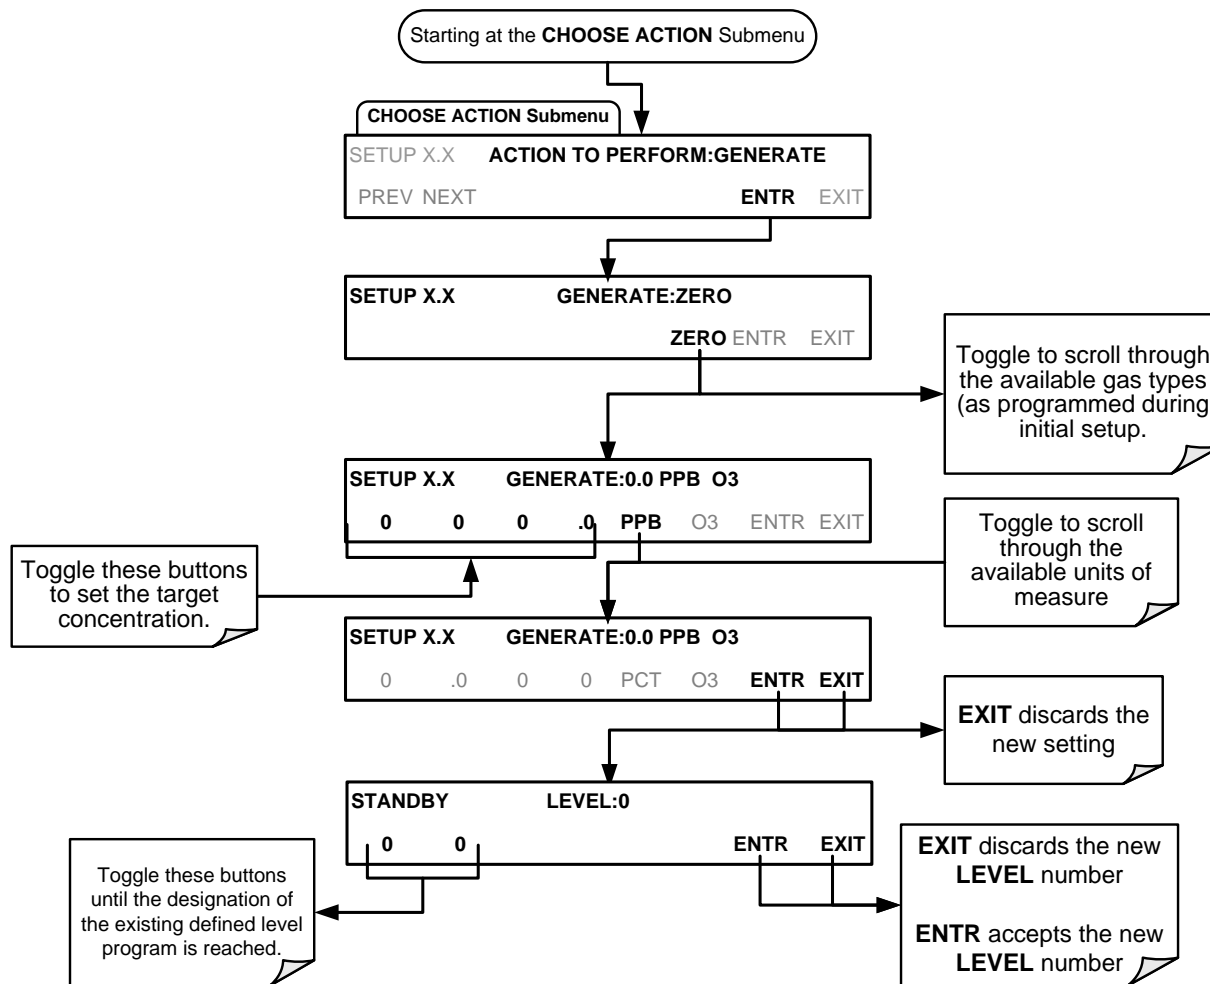 Starting at the CHOOSE ACTION Submenu
CHOOSE ACTION Submenu
SETUP X.X ACTION TO PERFORM:GENERATE
PREV NEXT ENTR EXIT
SETUP X.X GENERATE:ZERO
ZERO ENTR EXIT
Toggle to scroll through
the available gas types
(as programmed during
initial setup.
SETUP X.X GENERATE:0.0 PPB O3
0 0 0 .0 PPB O3 ENTR EXIT
Toggle to scroll
through the
available units of
measure
Toggle these buttons
to set the target
concentration.
SETUP X.X GENERATE:0.0 PPB O3
0 .0 0 0 PCT O3 ENTR EXIT
EXIT discards the
new setting
STANDBY LEVEL:0
0 0 ENTR EXIT
Toggle these buttons
until the designation of
the existing defined level
program is reached.
EXIT discards the new
LEVEL number
ENTR accepts the new
LEVEL number